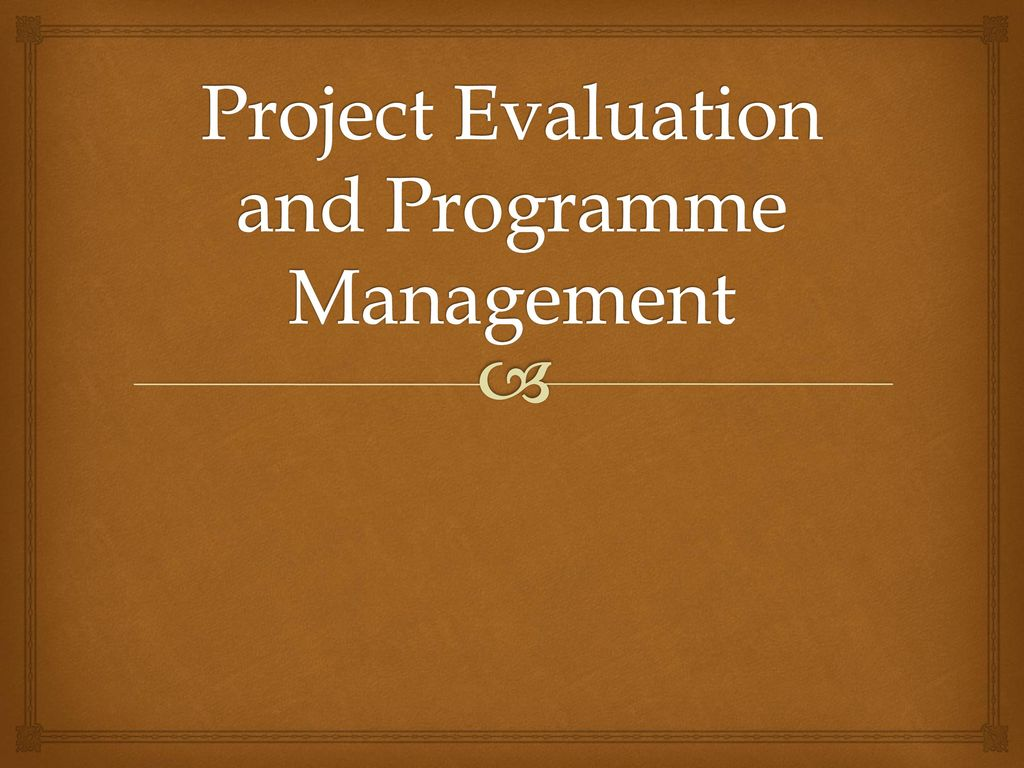 Project Evaluation
and Programme
Management